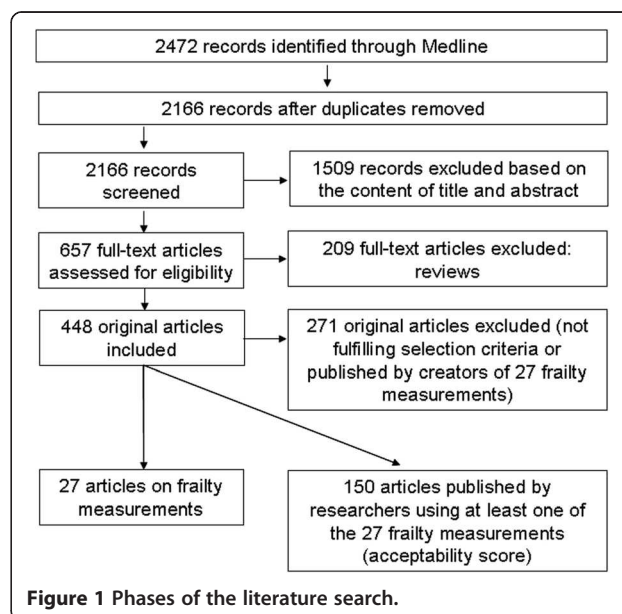 2472 records identified through Medline
2166 records after duplicates removed
2166 records
screened
1509 records excluded based on
the content of title and abstract
657 full-text articles
assessed for eligibility
209 full-text articles excluded:
reviews
448 original articles
included
271 original articles excluded (not
fulfilling selection criteria or
published by creators of 27 frailty
measurements)
27 articles on frailty
measurements
150 articles published by
researchers using at least one of
the 27 frailty measurements
(acceptability score)
Figure 1 Phases of the literature search.